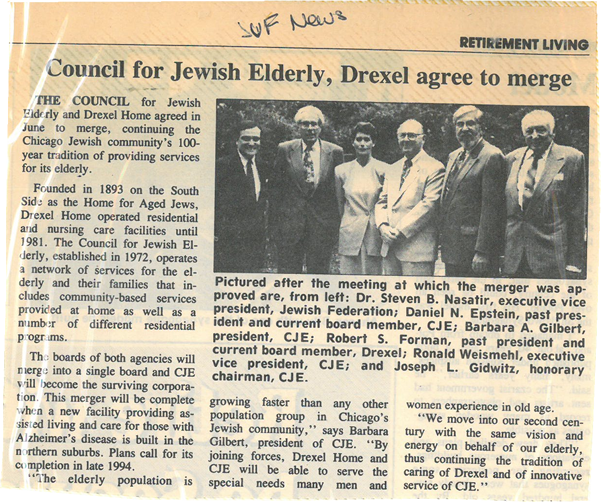 JUF News
RETIREMENT LIVING
Council for Jewish Elderly, Drexel agree to merge
THE COUNCIL for Jewish
Elderly and Drexel Home agreed in
June to merge, continuing the
Chicago Jewish community's 100-
year tradition of providing services
for its elderly.
Founded in 1893 on the South
Side as the Home for Aged Jews,
Drexel Home operated residential
and nursing care facilities until
1981. The Council for Jewish El-
derly, established in 1972, operates
a network of services for the el-
derly and their families that in-
cludes community-based services
provided at home as well as a
number of different residential
programs.
The boards of both agencies will
merge into a single board and CJE
will become the surviving corpora-
tion. This merger will be complete
when a new facility providing as-
sisted living and care for those with
Alzheimer's disease is built in the
northern suburbs. Plans call for its
completion in late 1994.
"The elderly population is
Pictured after the meeting at which the merger was ap-
proved are, from left: Dr. Steven B. Nasatir, executive vice
president, Jewish Federation; Daniel N. Epstein, past pres-
ident and current board member, CJE; Barbara A. Gilbert,
president, CJE; Robert S. Forman, past president and
current board member, Drexel; Ronald Weismehl, executive
vice president, CJE; and Joseph L. Gidwitz, honorary
chairman, CJE.
growing faster than any other
population group in Chicago's
Jewish community," says Barbara
Gilbert, president of CJE. "By
joining forces, Drexel Home and
CJE will be able to serve the
special needs many men and
women experience in old age.
"We move into our second cen-
tury with the same vision and
energy on behalf of our elderly,
thus continuing the tradition of
caring of Drexel and of innovative
service of CJE."